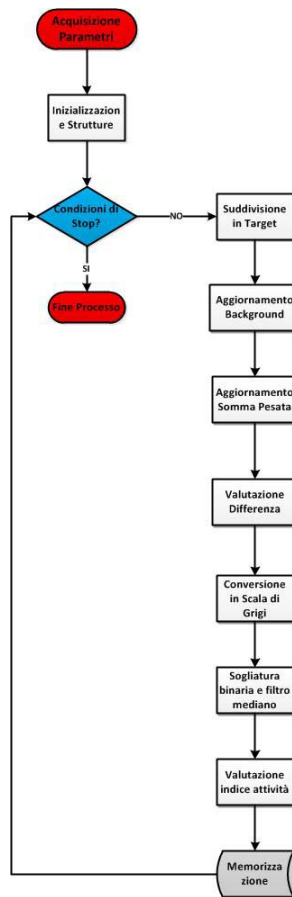 Acquisizione
Parametri
Inizializzazion
e Strutture
Condizioni di
Stop?
NO
SI
Fine Processo
Suddivisione
in Target
Aggiornamento
Background
Aggiornamento
Somma Pesata
Valutazione
Differenza
Conversione
in Scala di
Grigi
Sogliatura
binaria e filtro
mediano
Valutazione
indice attività
Memorizza
zione